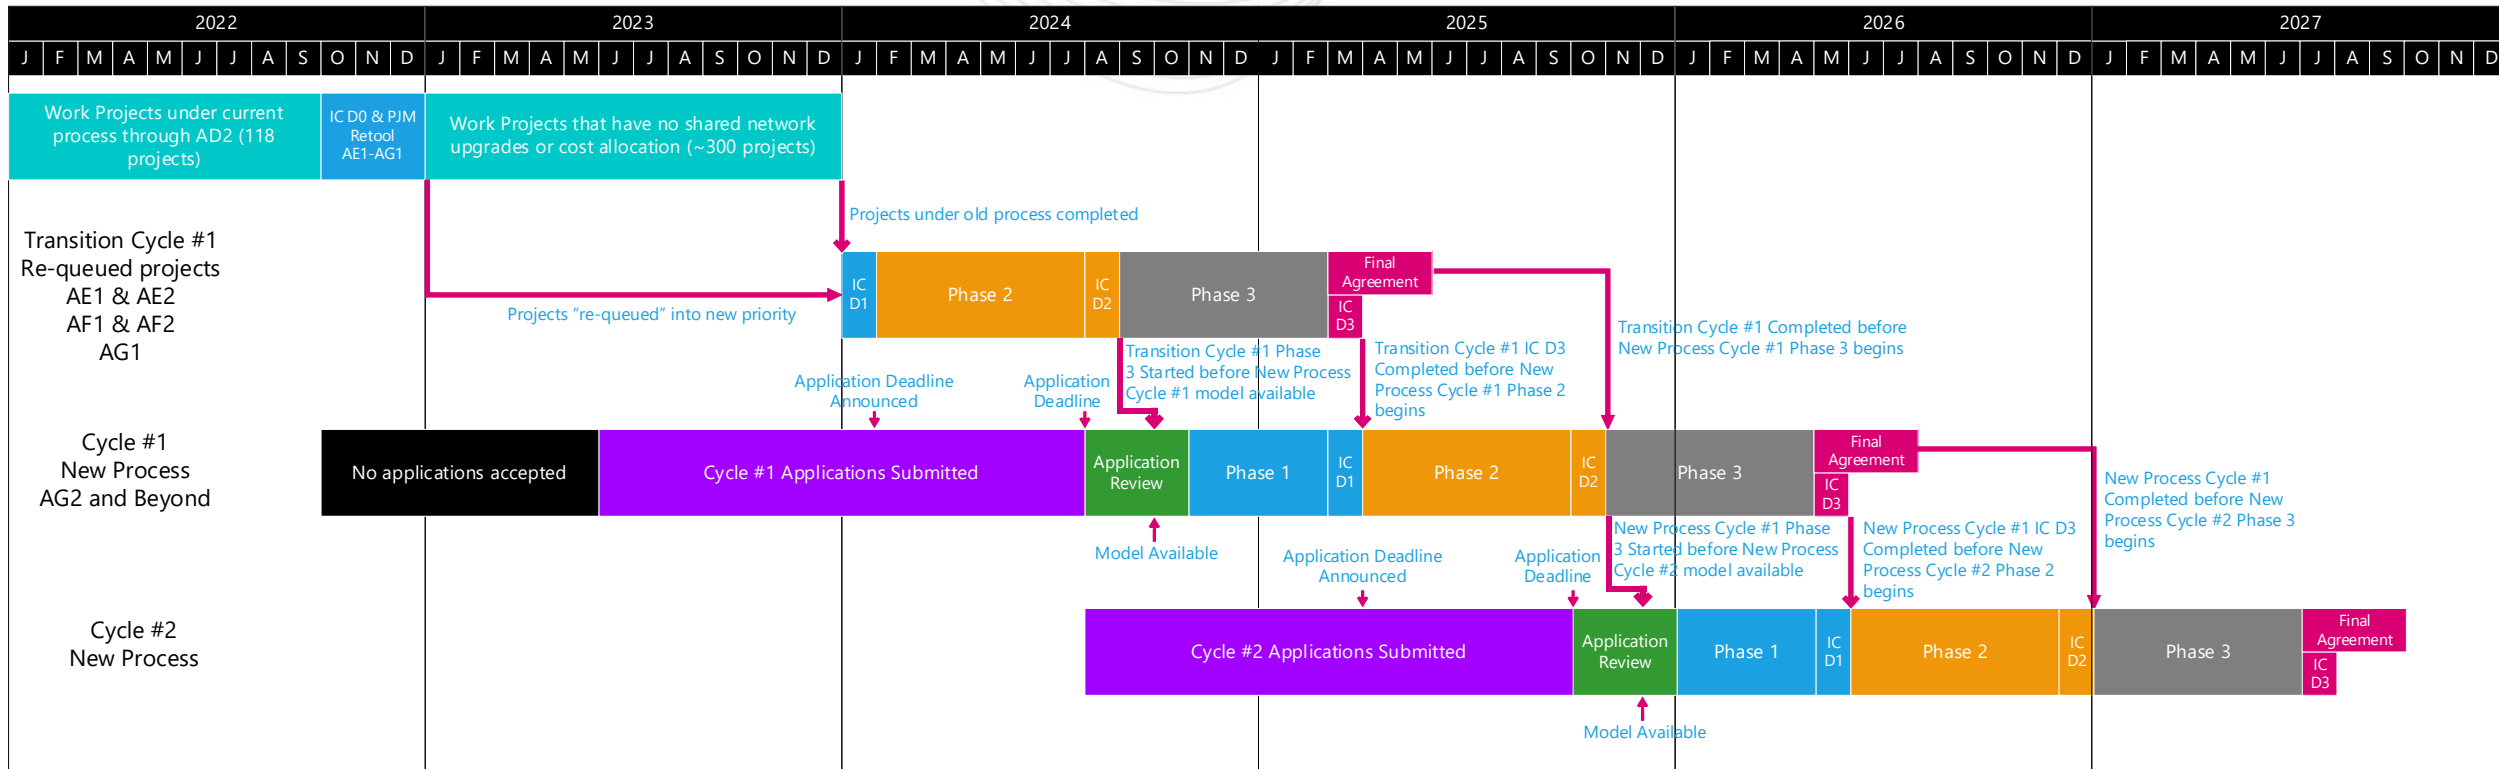 2022 2023 2024 2025 2026 2027
J F M A M J J A S O N D J F M A M J J A S O N D J F M A M J J A S O N D J F M A M J J A S O N D J F M A M J J A S O N D J F M A M J J A S O N D
Work Projects under current
process through AD2 (118
projects)
IC D0 & PJM
Retool
AE1-AG1
Work Projects that have no shared network
upgrades or cost allocation (~300 projects)
Projects under old process completed
Transition Cycle #1
Re-queued projects
AE1 & AE2
AF1 & AF2
AG1
Projects “re-queued” into new priority
IC
D1
Phase 2
IC
D2
Phase 3
Final
Agreement
IC
D3
Transition Cycle #1 Phase
3 Started before New Process
Cycle #1 model available
Transition Cycle #1 IC D3
Completed before New
Process Cycle #1 Phase 2
begins
Transition Cycle #1 Completed before
New Process Cycle #1 Phase 3 begins
Application Deadline
Announced
Application
Deadline
Cycle #1
New Process
AG2 and Beyond
No applications accepted
Cycle #1 Applications Submitted
Application
Review
Phase 1
IC
D1
Phase 2
IC
D2
Phase 3
Final
Agreement
IC
D3
Model Available
New Process Cycle #1 Phase
3 Started before New Process
Cycle #2 model available
New Process Cycle #1 IC D3
Completed before New
Process Cycle #2 Phase 2
begins
New Process Cycle #1
Completed before New
Process Cycle #2 Phase 3
begins
Application Deadline
Announced
Application
Deadline
Cycle #2
New Process
Cycle #2 Applications Submitted
Application
Review
Phase 1
IC
D1
Phase 2
IC
D2
Phase 3
Final
Agreement
IC
D3
Model Available